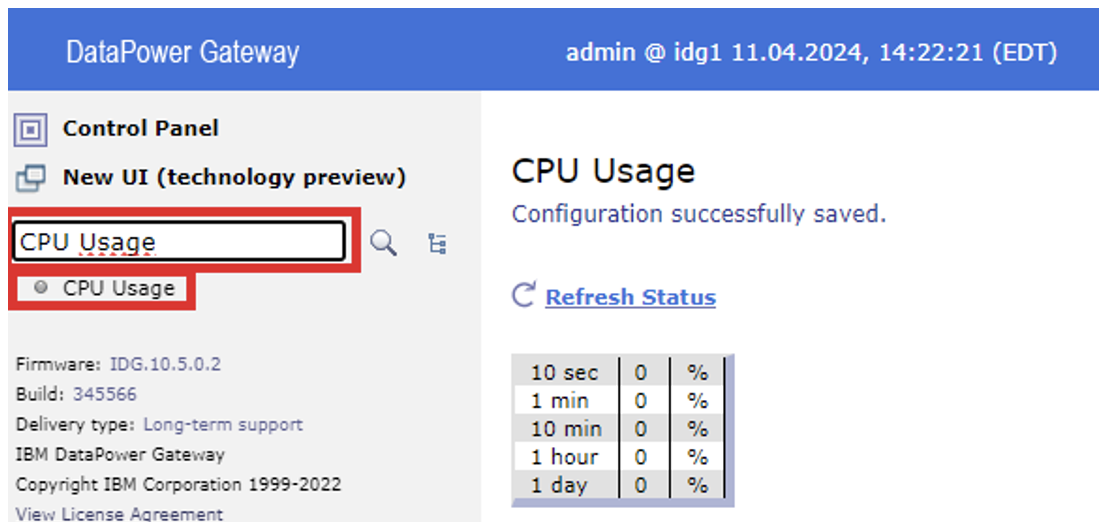 DataPower Gateway
admin @ idg1 11.04.2024, 14:22:21 (EDT)
Control Panel
New UI (technology preview)
CPU Usage
CPU Usage
Firmware: IDG.10.5.0.2
Build: 345566
Delivery type: Long-term support
IBM DataPower Gateway
Copyright IBM Corporation 1999-2022
View License Agreement
CPU Usage
Configuration successfully saved.
Refresh Status
10 sec 0 %
1 min 0 %
10 min 0 %
1 hour 0 %
1 day 0 %